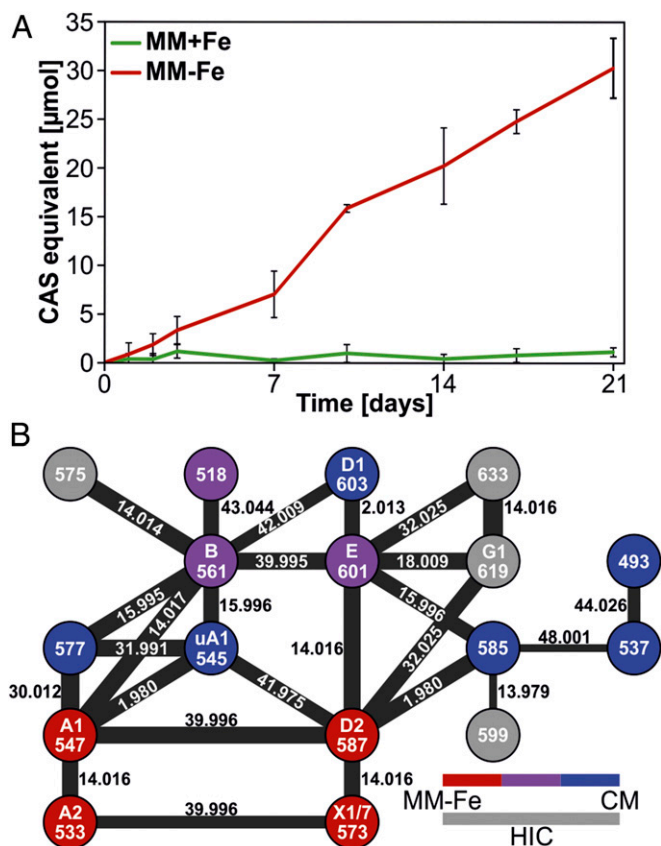 A
MM+Fe
MM-Fe
CAS equivalent [µmol]
35
30
25
20
15
10
5
0
0 7 14 21
Time [days]
B
575 518 D1 633
603
14.014 43.044 42.009 2.013 32.025 14.016
B E G1
561 39.995 601 18.009 619 493
15.995 14.017 15.996 14.016 15.996 32.025 44.026
577 31.991 uA1 585 48.001 537
545
30.012 1.980 41.975 1.980 13.979
A1 D2 599
547 39.996 587
14.016 14.016
A2 X1/7
533 39.996 573
MM-Fe CM
HIC